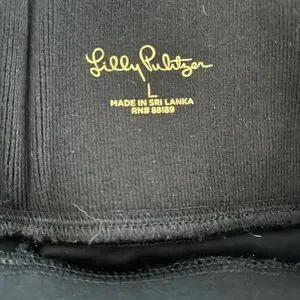 Lilly Pulitzer
L
MADE IN SRI LANKA
RN# 88189